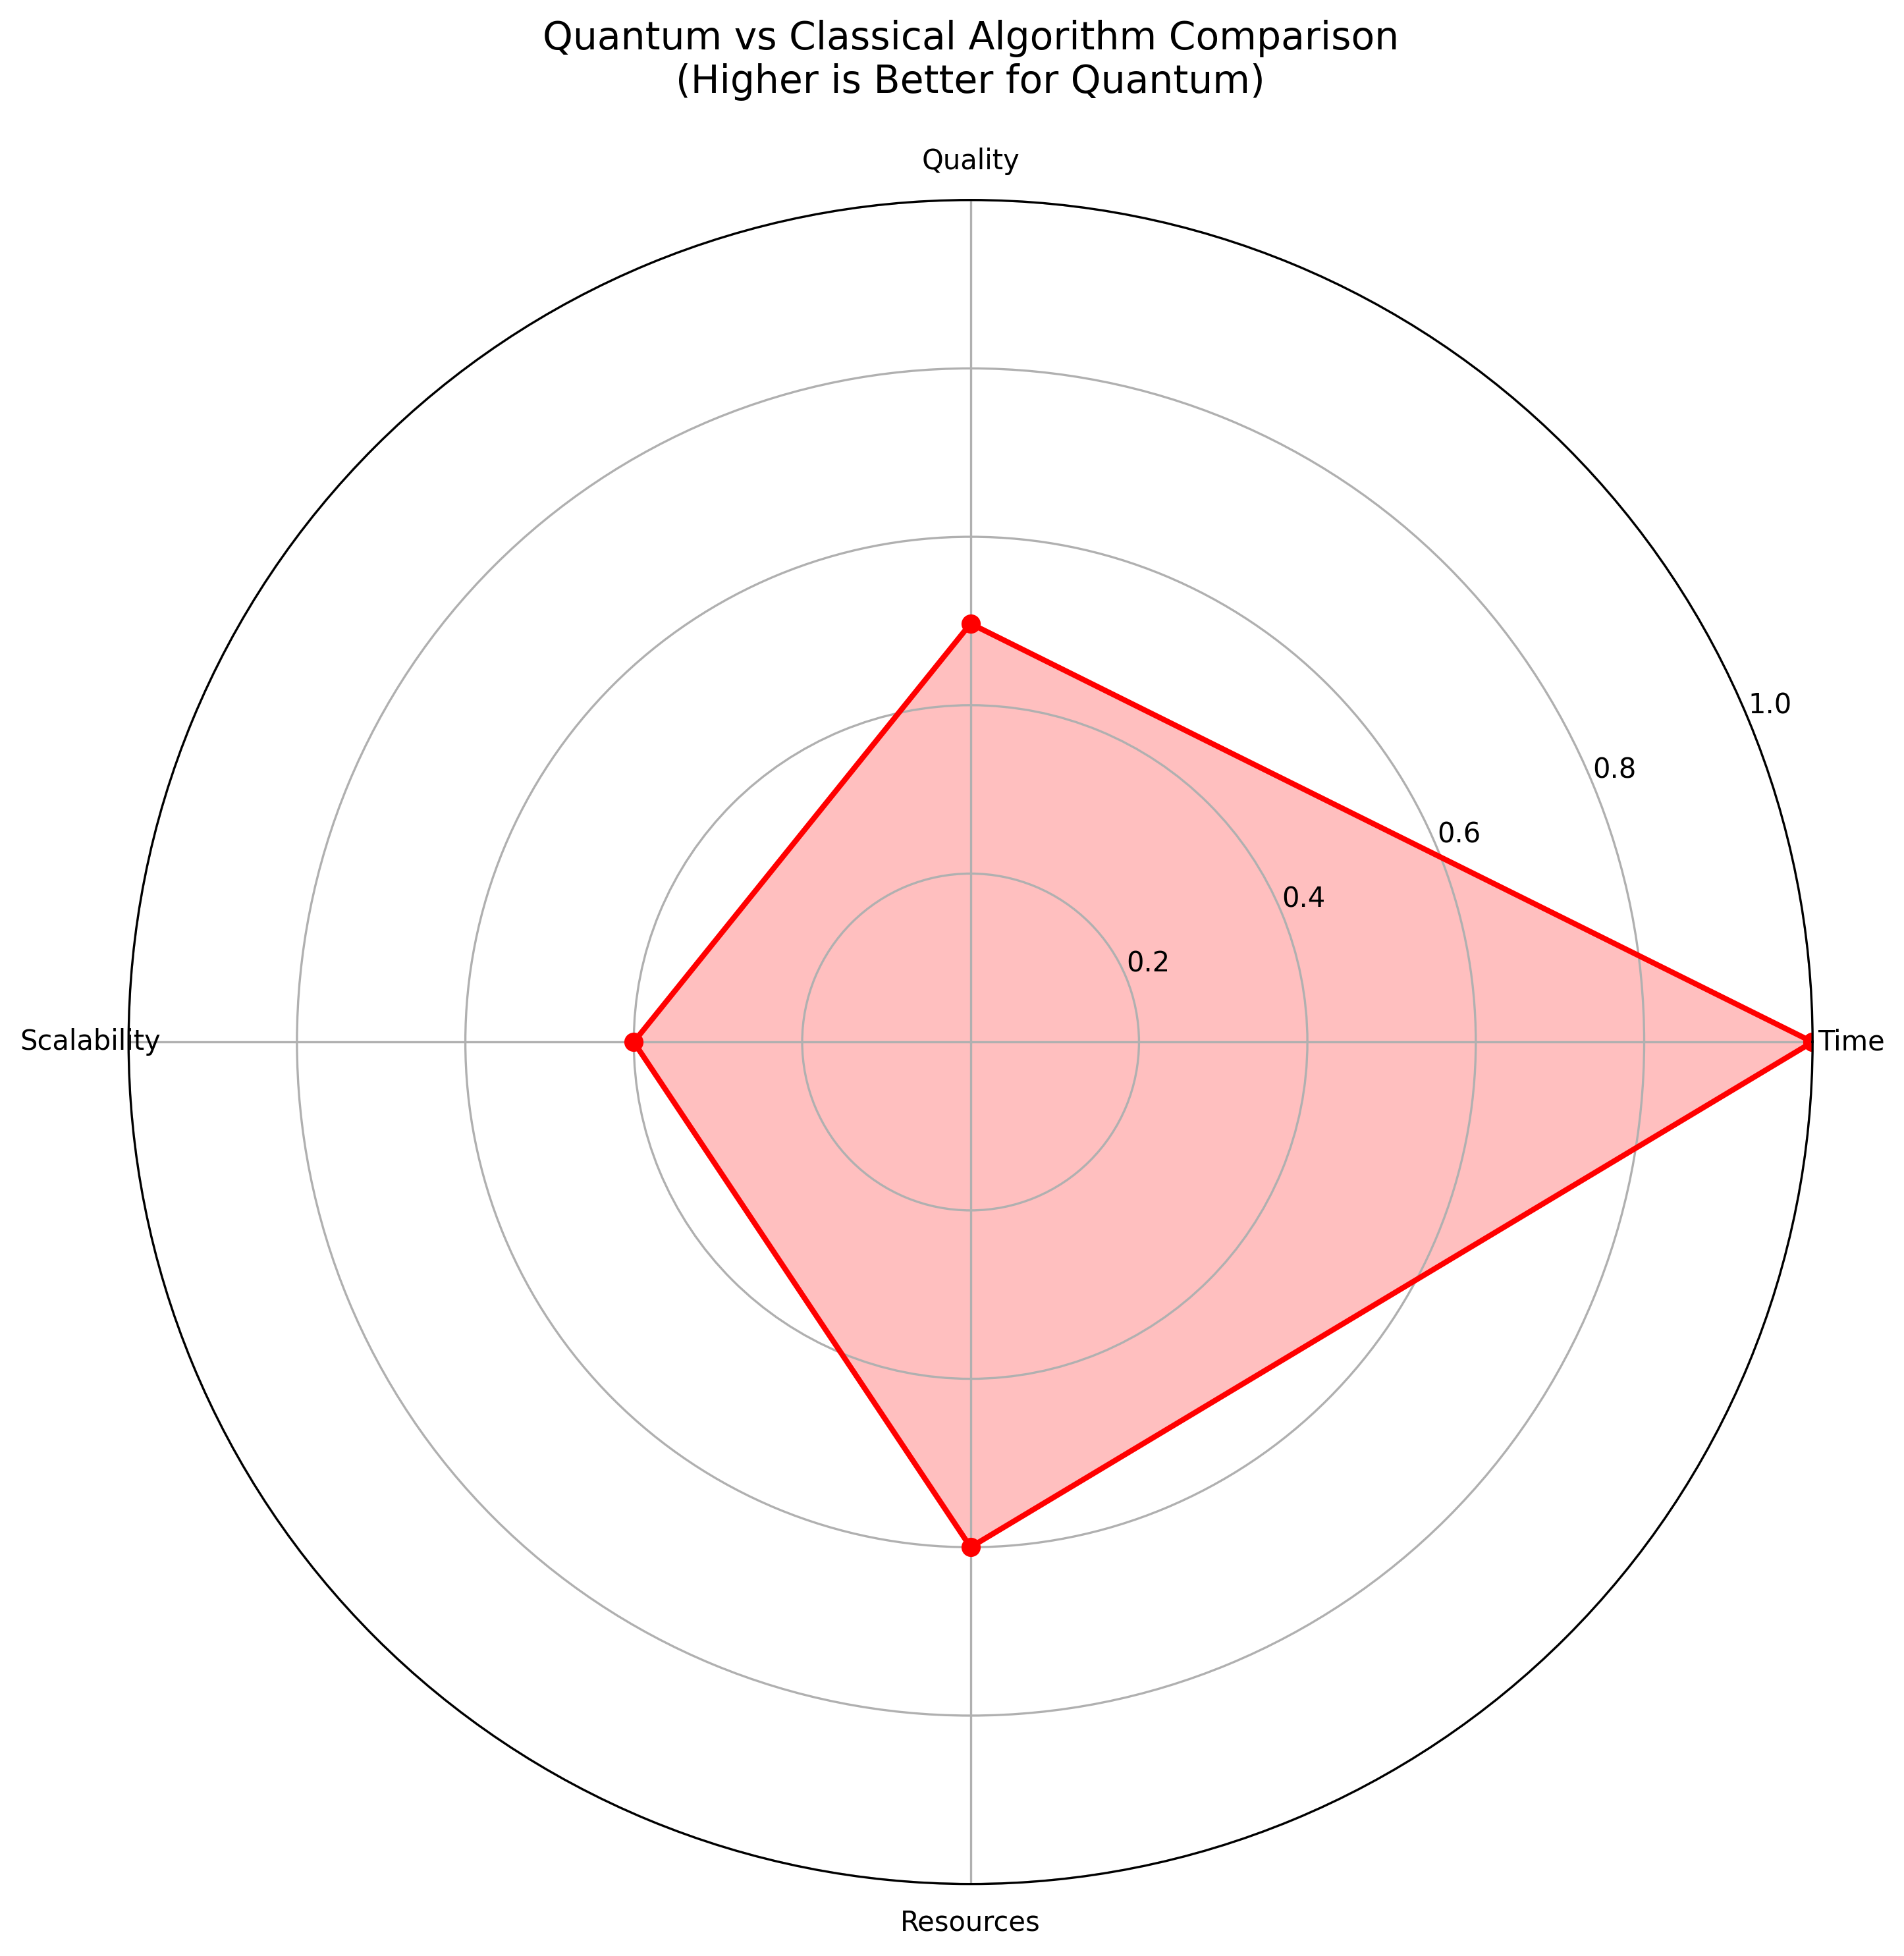 Quantum vs Classical Algorithm Comparison
(Higher is Better for Quantum)
Quality
1.0
0.8
0.6
0.4
0.2
Scalability
Time
Resources